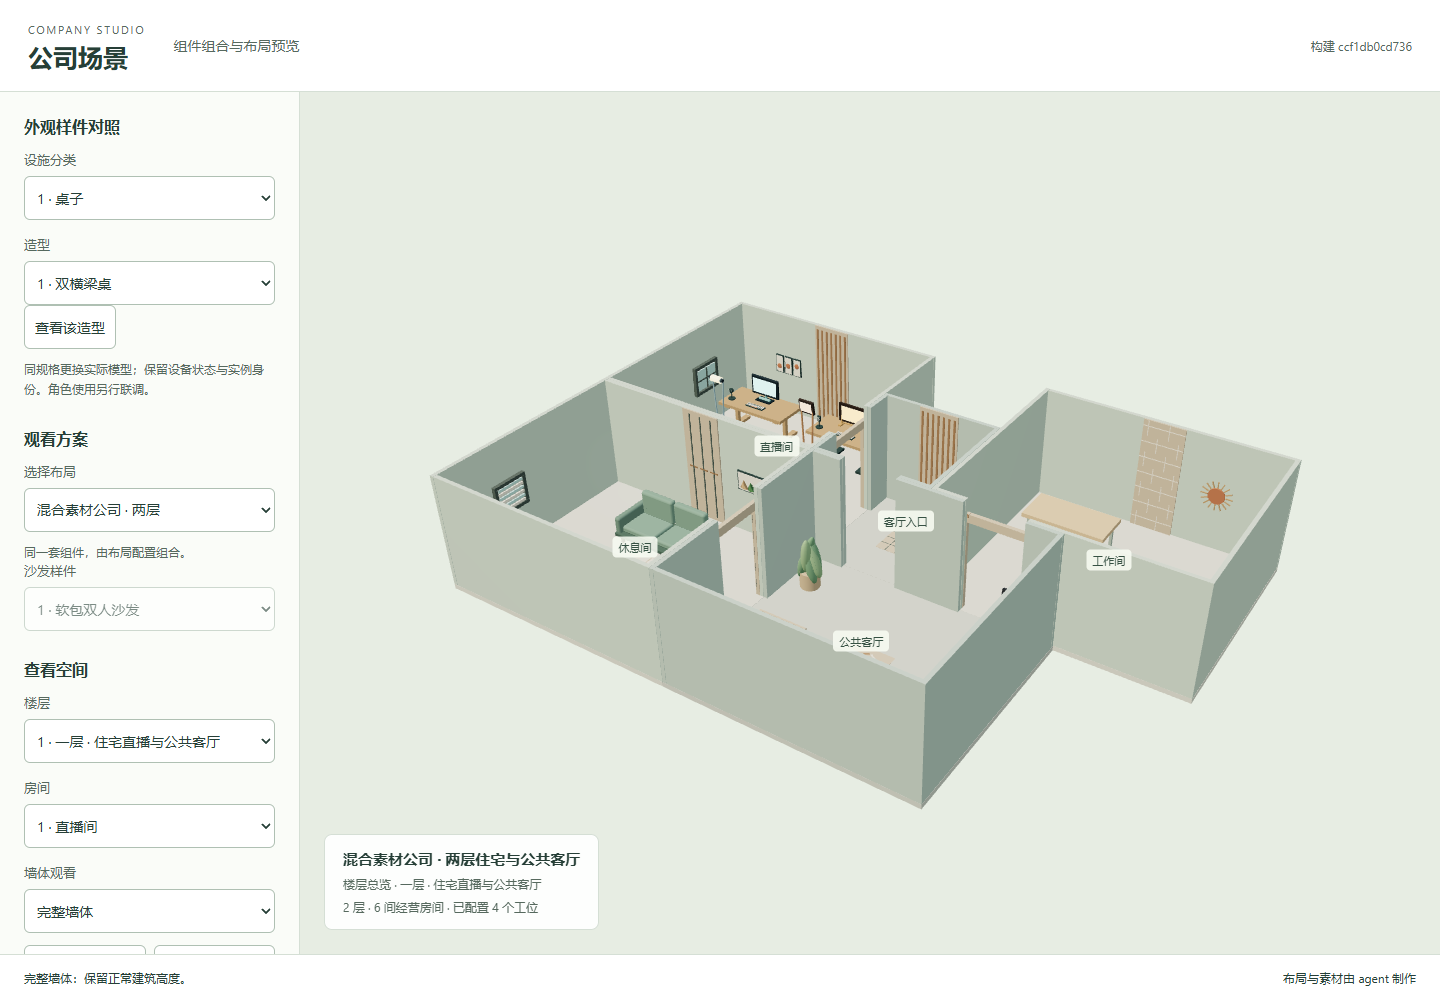 COMPANY STUDIO
公司场景
组件组合与布局预览
构建 ccf1db0cd736
外观样件对照
设施分类
1 · 桌子
造型
1 · 双横梁桌
查看该造型
同规格更换实际模型；保留设备状态与实例身
份。角色使用另行联调。
观看方案
选择布局
混合素材公司 · 两层
同一套组件，由布局配置组合。
沙发样件
1 · 软包双人沙发
查看空间
楼层
1 · 一层 · 住宅直播与公共客厅
房间
1 · 直播间
墙体观看
完整墙体
直播间
客厅入口
休息间
工作间
公共客厅
混合素材公司 · 两层住宅与公共客厅
楼层总览 · 一层 · 住宅直播与公共客厅
2 层 · 6 间经营房间 · 已配置 4 个工位
完整墙体：保留正常建筑高度。
布局与素材由 agent 制作